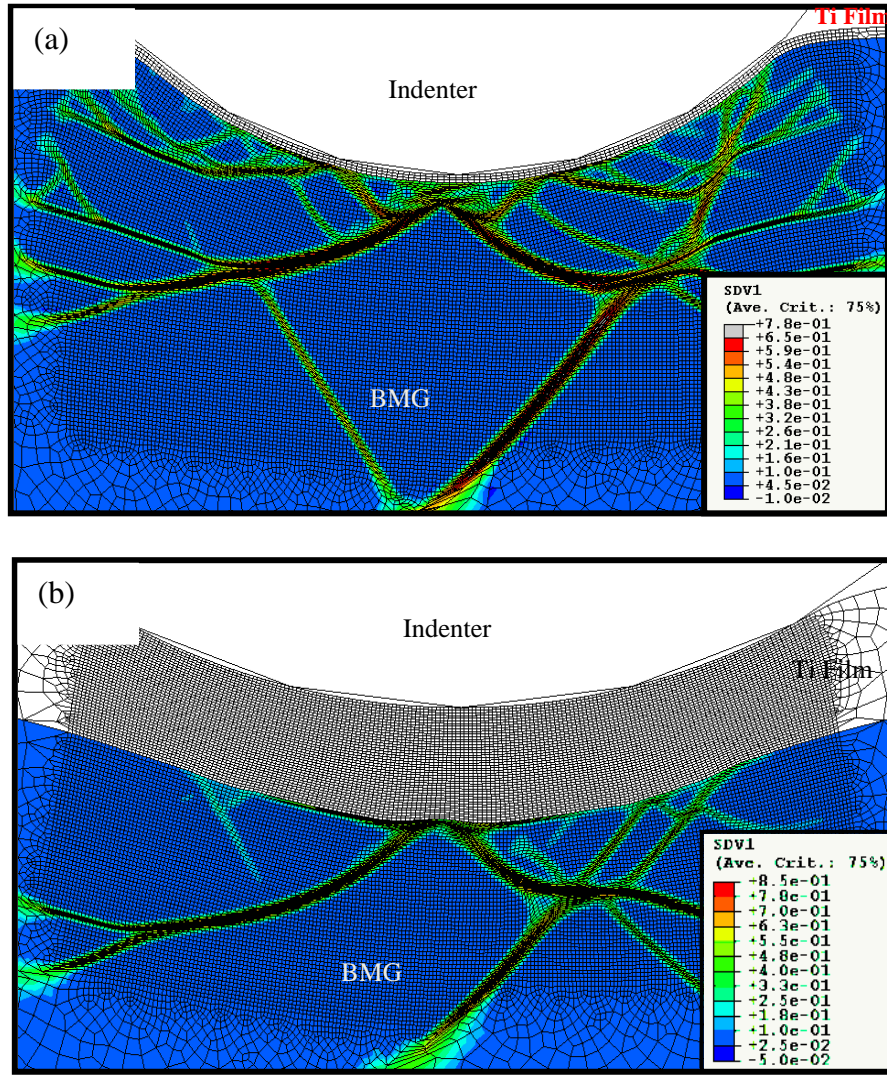 Ti Film
(a)
Indenter
BMG
SDV1
(Ave. Crit.: 75%)
+7.8e-01
+6.5e-01
+5.9e-01
+5.4e-01
+4.8e-01
+4.3e-01
+3.8e-01
+3.2e-01
+2.6e-01
+2.1e-01
+1.6e-01
+1.0e-01
+4.5e-02
-1.0e-02
(b)
Indenter
Ti Film
BMG
SDV1
(Ave. Crit.: 75%)
+8.5e-01
+7.8e-01
+7.0e-01
+6.3e-01
+5.5e-01
+4.8e-01
+4.0e-01
+3.3e-01
+2.5e-01
+1.8e-01
+1.0e-01
+2.5e-02
-5.0e-02